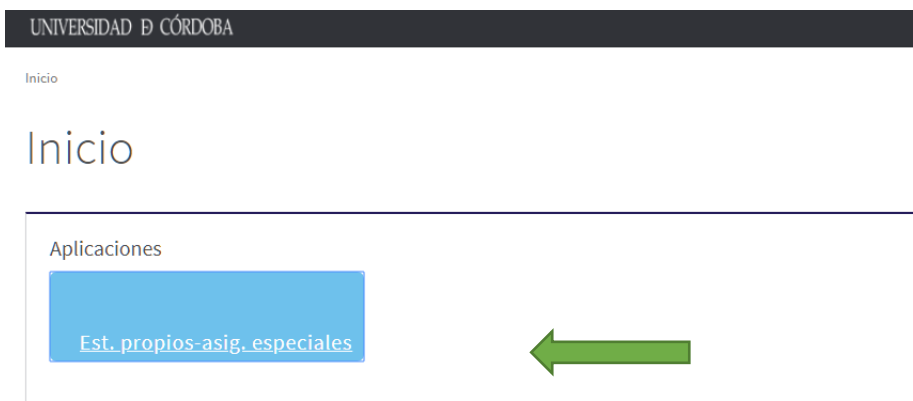 UNIVERSIDAD Ð CÓRDOBA
Inicio
Inicio
Aplicaciones
Est. propios-asig. especiales